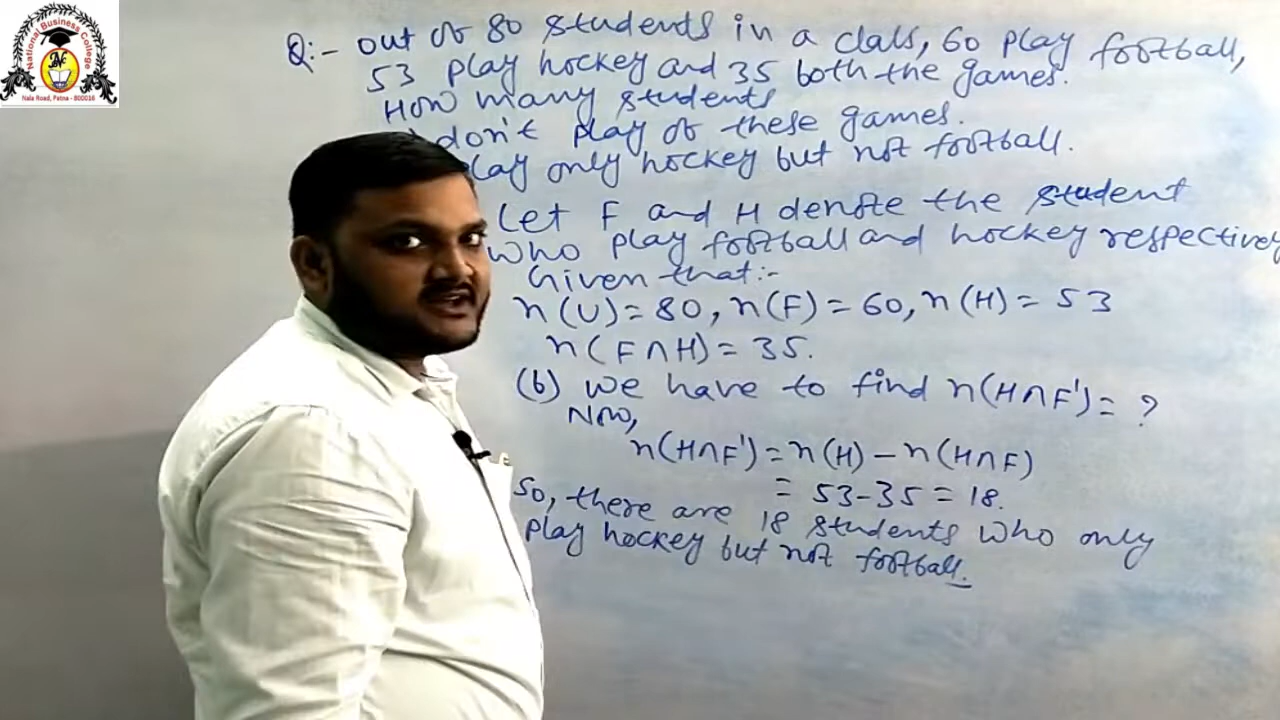 National Business College
NBC
Nala Road, Patna - 800016
Q:- out of 80 students in a class, 60 play football,
53 play hockey and 35 both the games.
How many students
don't play of these games.
play only hockey but not football.
Let F and H denote the student
who play football and hockey respectively
Given that:-
n(U) = 80, n(F) = 60, n(H) = 53
n(F∩H) = 35.
(b) we have to find n(H∩F') = ?
Now,
n(H∩F') = n(H) - n(H∩F)
= 53-35 = 18.
So, there are 18 students who only
play hockey but not football.